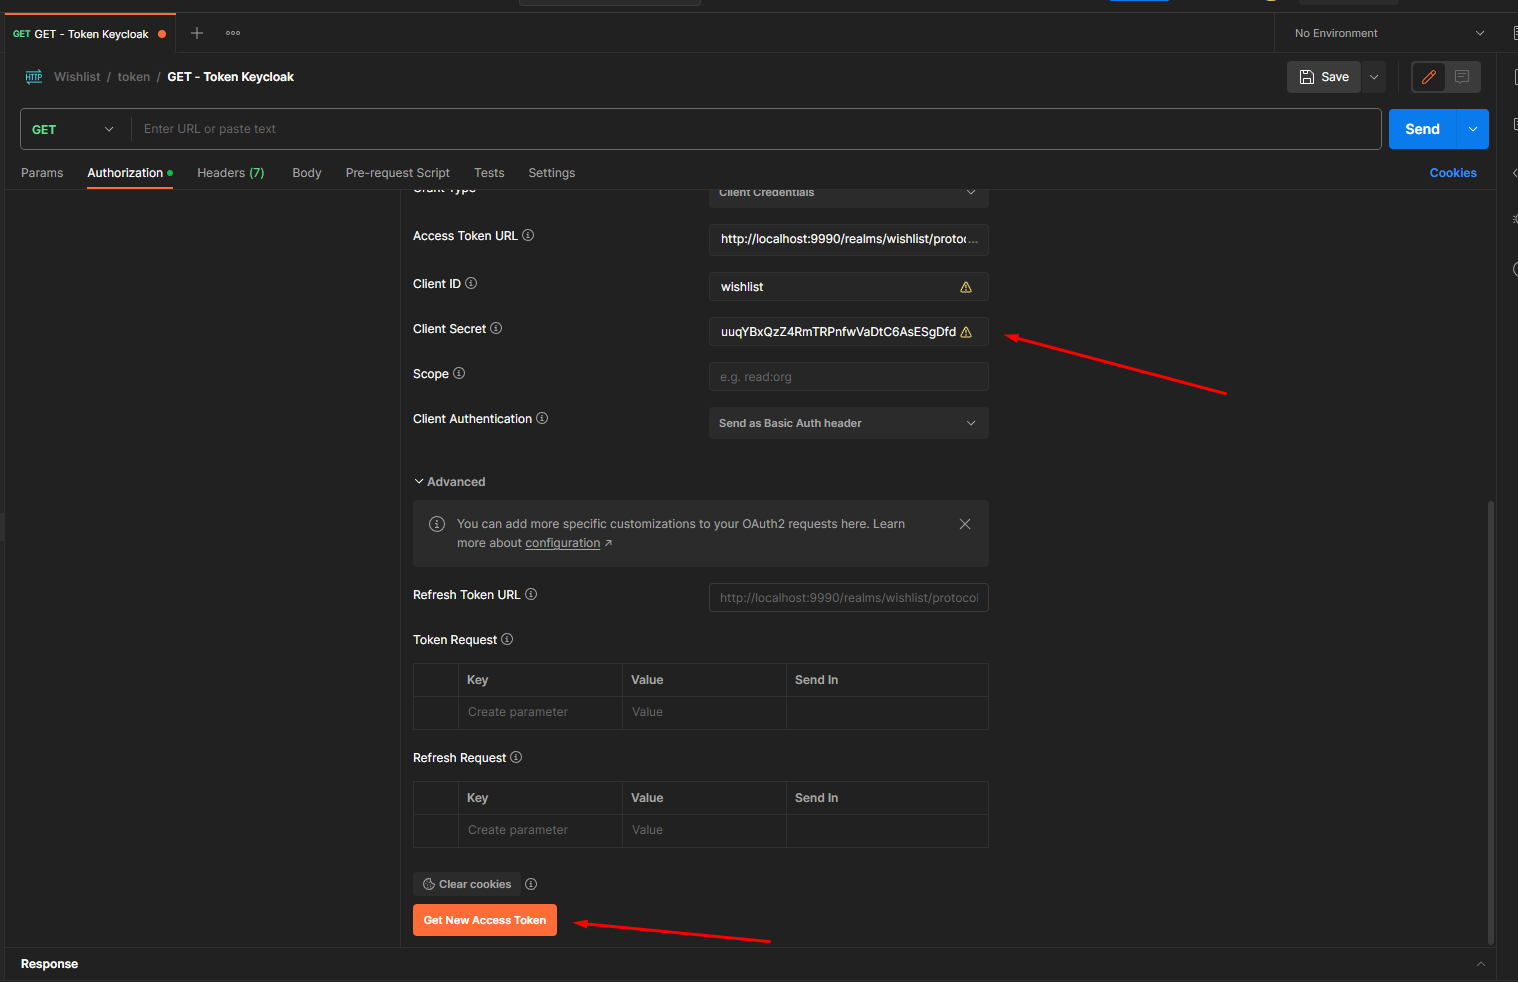 GET GET - Token Keycloak
No Environment
HTTP Wishlist / token / GET - Token Keycloak
Save
GET Enter URL or paste text
Send
Params Authorization Headers (7) Body Pre-request Script Tests Settings
Cookies
Grant Type Client Credentials
Access Token URL http://localhost:9990/realms/wishlist/protoc...
Client ID wishlist
Client Secret uuqYBxQzZ4RmTRPnfwVaDtC6AsESgDfd
Scope e.g. read:org
Client Authentication Send as Basic Auth header
Advanced
You can add more specific customizations to your OAuth2 requests here. Learn
more about configuration
Refresh Token URL http://localhost:9990/realms/wishlist/protocol
Token Request
Key Value Send In
Create parameter Value
Refresh Request
Key Value Send In
Create parameter Value
Clear cookies
Get New Access Token
Response